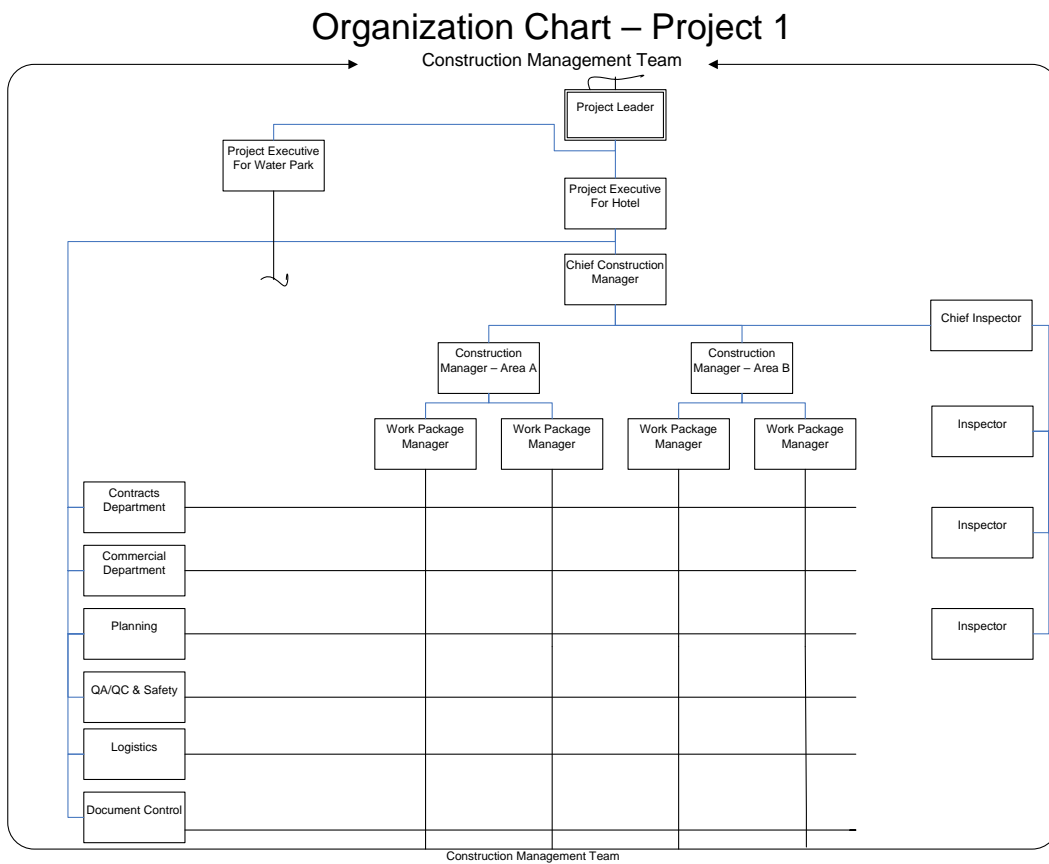 Organization Chart – Project 1
Construction Management Team
Project Leader
Project Executive
For Water Park
Project Executive
For Hotel
Chief Construction
Manager
Chief Inspector
Construction
Manager – Area A
Construction
Manager – Area B
Work Package
Manager
Work Package
Manager
Work Package
Manager
Work Package
Manager
Inspector
Contracts
Department
Inspector
Commercial
Department
Planning
Inspector
QA/QC & Safety
Logistics
Document Control
Construction Management Team